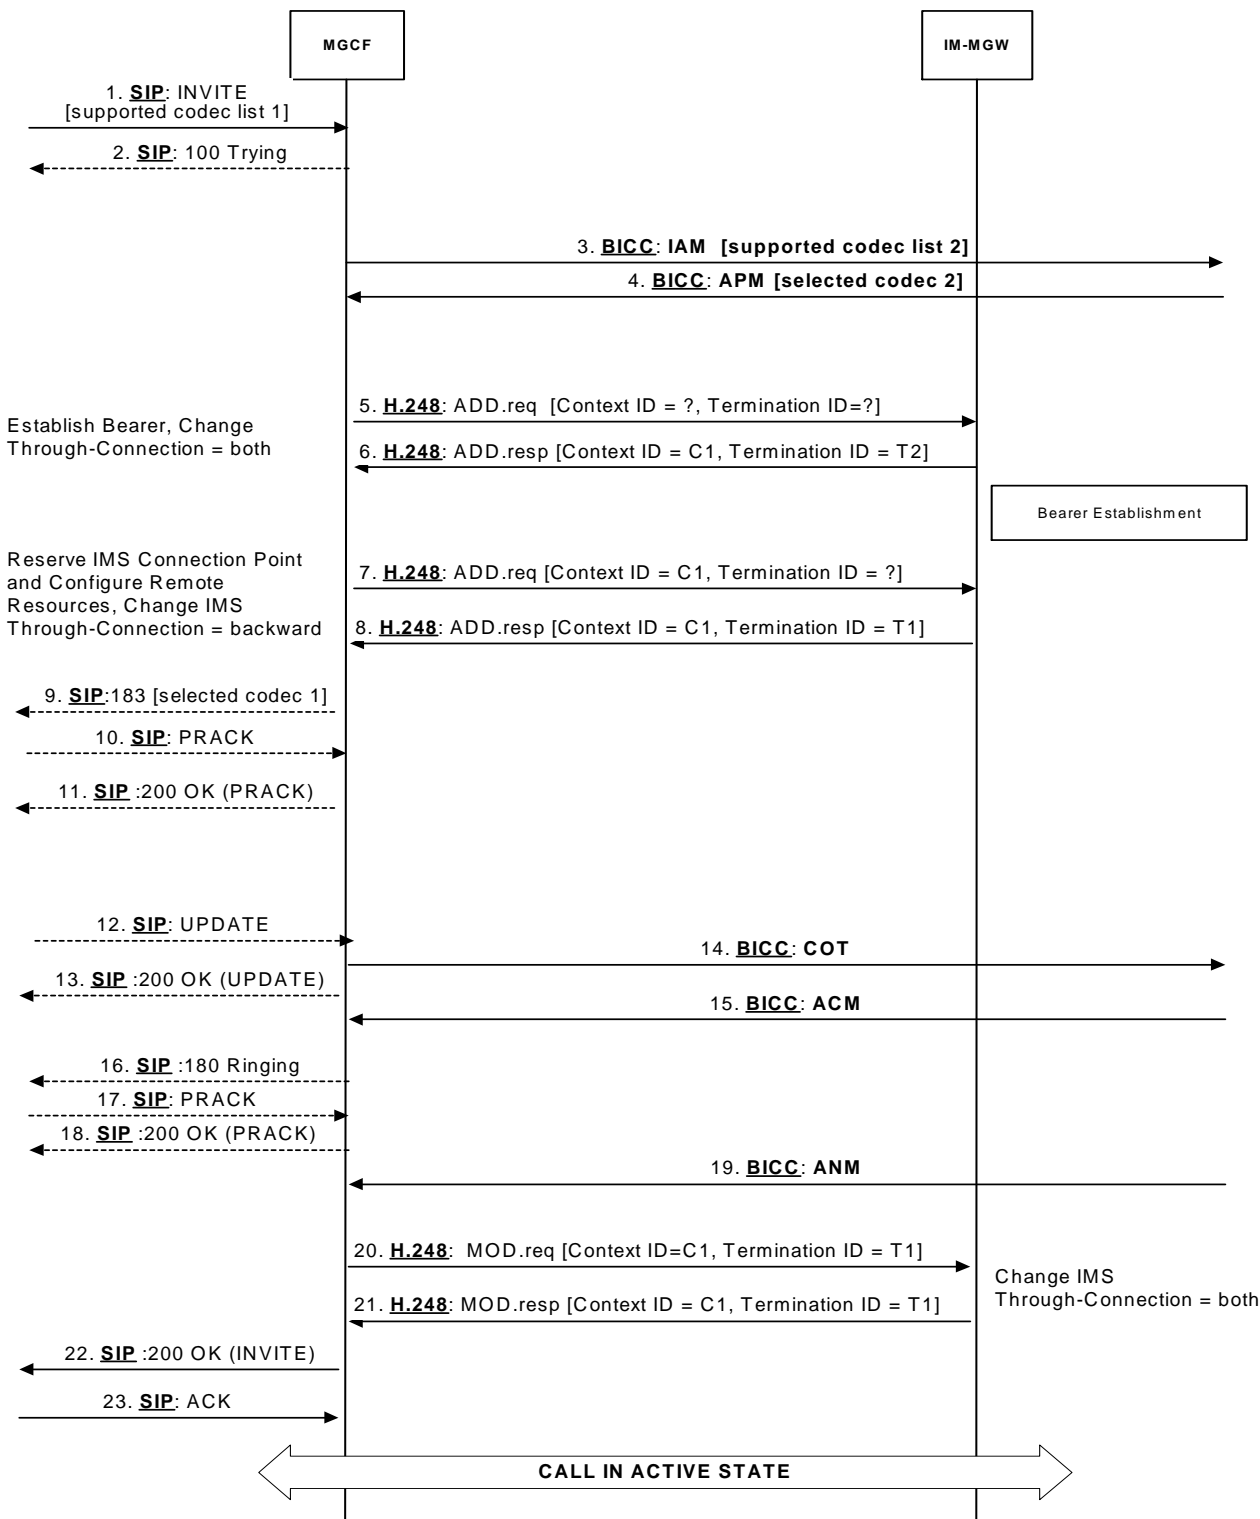 MGCF
IM-MGW
1. SIP: INVITE
[supported codec list 1]
2. SIP: 100 Trying
3. BICC: IAM [supported codec list 2]
4. BICC: APM [selected codec 2]
5. H.248: ADD.req [Context ID = ?, Termination ID=?]
Establish Bearer, Change
Through-Connection = both
6. H.248: ADD.resp [Context ID = C1, Termination ID = T2]
Bearer Establishment
Reserve IMS Connection Point
and Configure Remote
Resources, Change IMS
Through-Connection = backward
7. H.248: ADD.req [Context ID = C1, Termination ID = ?]
8. H.248: ADD.resp [Context ID = C1, Termination ID = T1]
9. SIP:183 [selected codec 1]
10. SIP: PRACK
11. SIP :200 OK (PRACK)
12. SIP: UPDATE
14. BICC: COT
13. SIP :200 OK (UPDATE)
15. BICC: ACM
16. SIP :180 Ringing
17. SIP: PRACK
18. SIP :200 OK (PRACK)
19. BICC: ANM
20. H.248: MOD.req [Context ID=C1, Termination ID = T1]
Change IMS
Through-Connection = both
21. H.248: MOD.resp [Context ID = C1, Termination ID = T1]
22. SIP :200 OK (INVITE)
23. SIP: ACK
CALL IN ACTIVE STATE